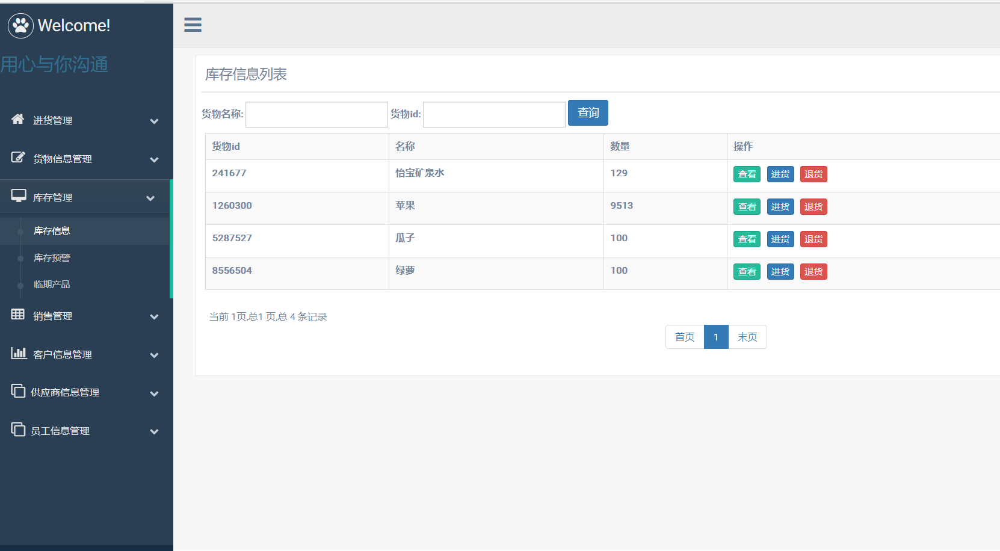 Welcome!
用心与你沟通
进货管理
货物信息管理
库存管理
库存信息
库存预警
临期产品
销售管理
客户信息管理
供应商信息管理
员工信息管理
库存信息列表
货物名称: 货物id: 查询
货物id 名称 数量 操作
241677 怡宝矿泉水 129 查看 进货 退货
1260300 苹果 9513 查看 进货 退货
5287527 瓜子 100 查看 进货 退货
8556504 绿萝 100 查看 进货 退货
当前 1页,总1 页,总 4 条记录
首页 1 末页